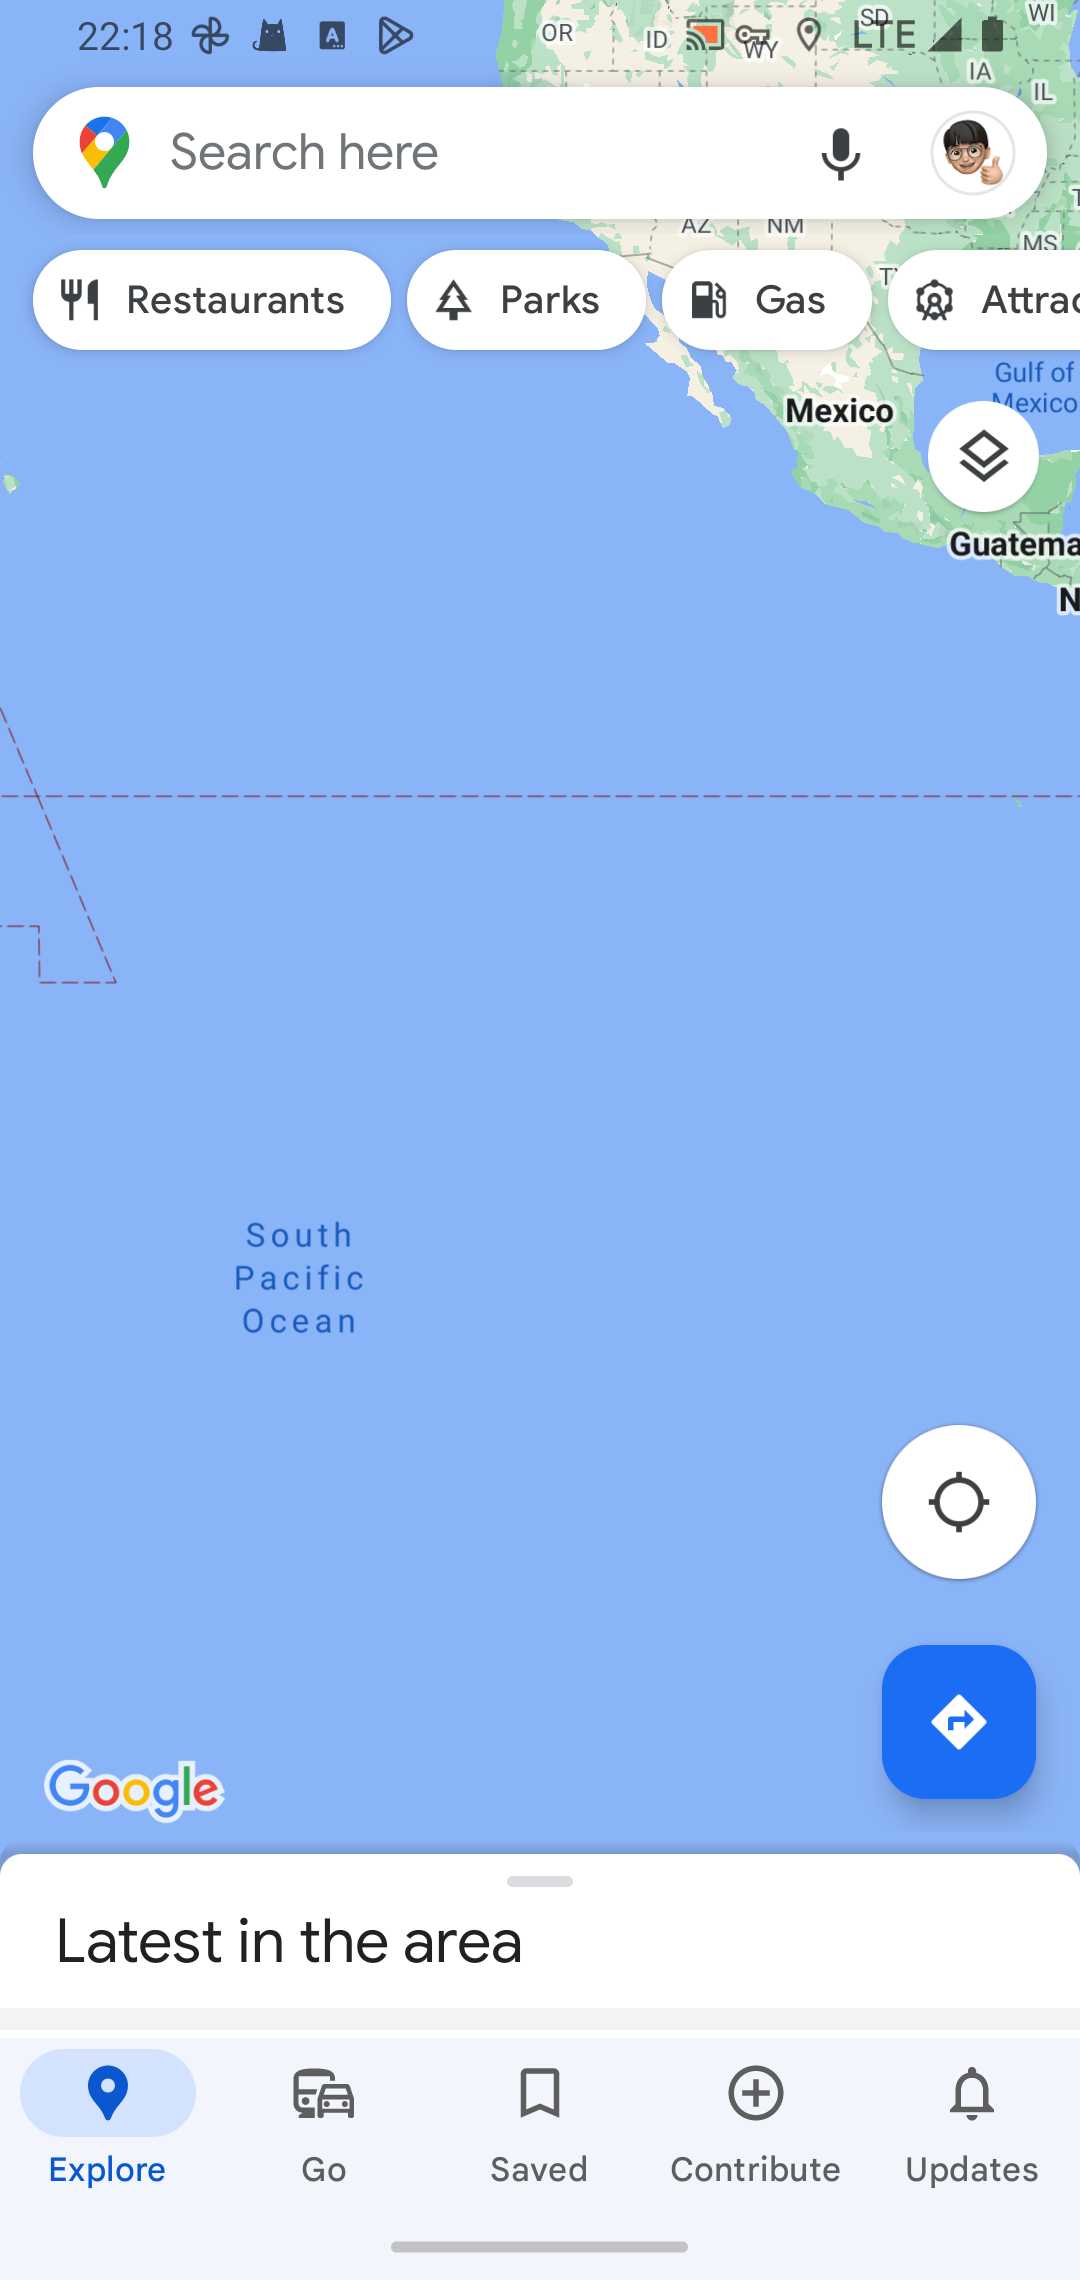 22:18
LTE
OR
ID
WY
SD
WI
IA
IL
Search here
AZ
NM
MS
Restaurants
Parks
Gas
Attrac
Gulf of
Mexico
Mexico
Guatema
N
South
Pacific
Ocean
Google
Latest in the area
Explore
Go
Saved
Contribute
Updates